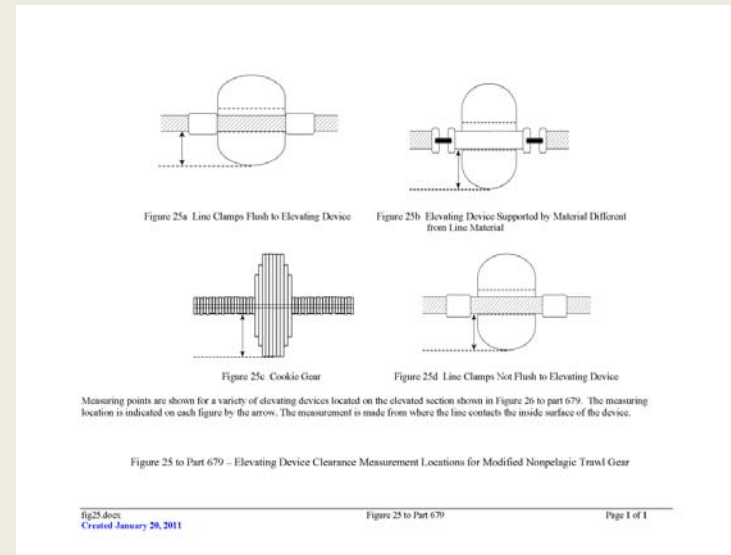 Figure 25a Line Clamps Flush to Elevating Device
Figure 25b Elevating Device Supported by Material Different
from Line Material
Figure 25c Cookie Gear
Figure 25d Line Clamps Not Flush to Elevating Device
Measuring points are shown for a variety of elevating devices located on the elevated section shown in Figure 26 to part 679. The measuring
location is indicated on each figure by the arrow. The measurement is made from where the line contacts the inside surface of the device.
Figure 25 to Part 679 – Elevating Device Clearance Measurement Locations for Modified Nonpelagic Trawl Gear
fig25.docx
Figure 25 to Part 679
Page 1 of 1
Created January 20, 2011